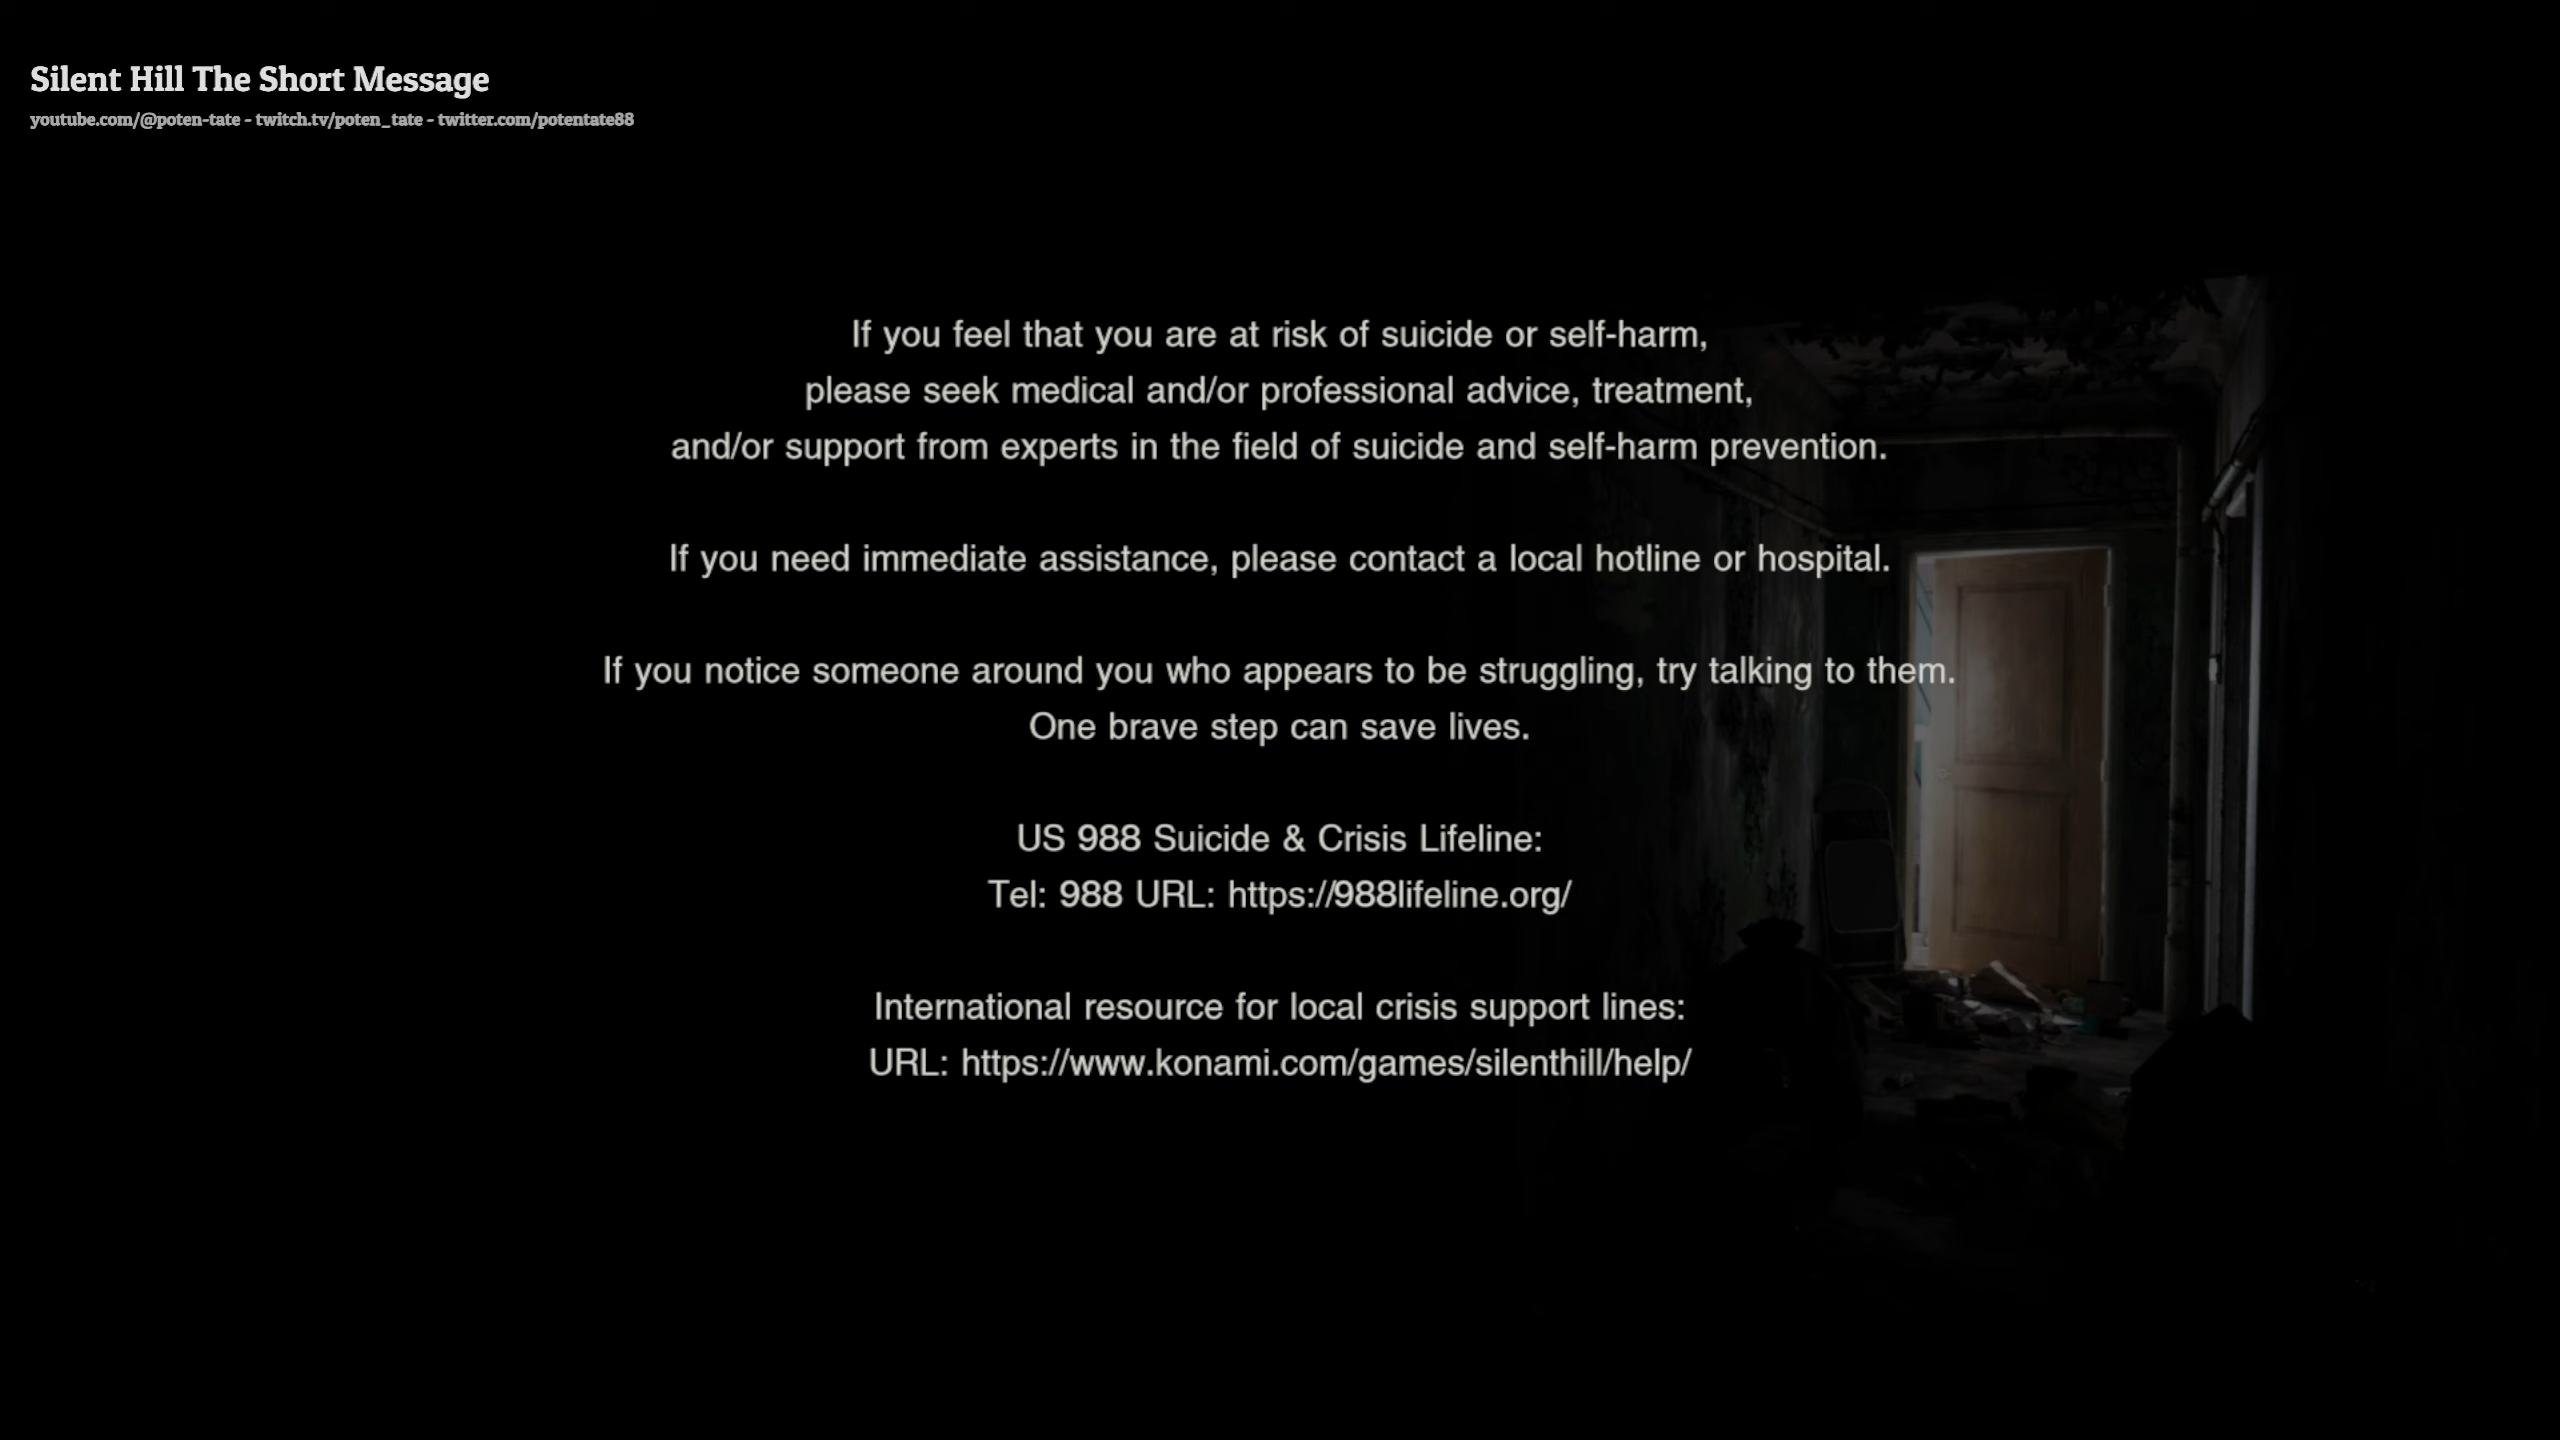 Silent Hill The Short Message
youtube.com/@poten-tate - twitch.tv/poten_tate - twitter.com/potentate88
If you feel that you are at risk of suicide or self-harm,
please seek medical and/or professional advice, treatment,
and/or support from experts in the field of suicide and self-harm prevention.
If you need immediate assistance, please contact a local hotline or hospital.
If you notice someone around you who appears to be struggling, try talking to them.
One brave step can save lives.
US 988 Suicide & Crisis Lifeline:
Tel: 988 URL: https://988lifeline.org/
International resource for local crisis support lines:
URL: https://www.konami.com/games/silenthill/help/